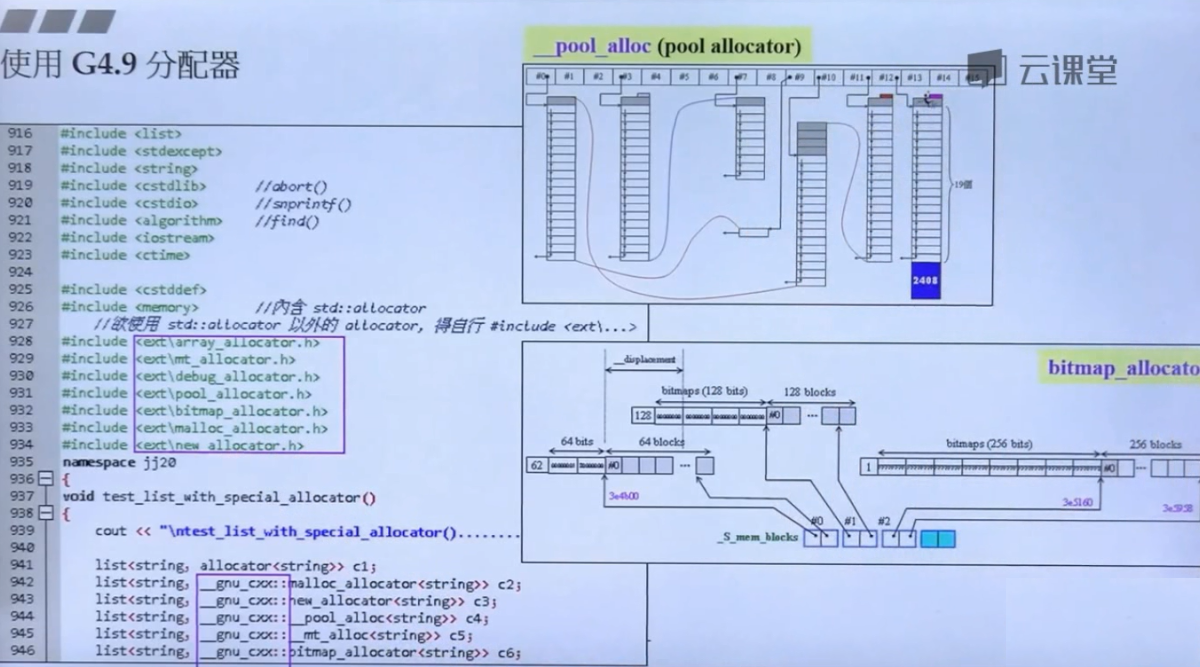 使用 G4.9 分配器
916 #include <list>
917 #include <stdexcept>
918 #include <string>
919 #include <cstdlib> //abort()
920 #include <cstdio> //snprintf()
921 #include <algorithm> //find()
922 #include <iostream>
923 #include <ctime>
924
925 #include <cstddef>
926 #include <memory> //內含 std::allocator
927 //欲使用 std::allocator 以外的 allocator, 得自行 #include <ext\...>
928 #include <ext\array_allocator.h>
929 #include <ext\mt_allocator.h>
930 #include <ext\debug_allocator.h>
931 #include <ext\pool_allocator.h>
932 #include <ext\bitmap_allocator.h>
933 #include <ext\malloc_allocator.h>
934 #include <ext\new_allocator.h>
935 namespace jj20
936 {
937 void test_list_with_special_allocator()
938 {
939 cout << "\ntest_list_with_special_allocator()........
940
941 list<string, allocator<string>> c1;
942 list<string, __gnu_cxx::malloc_allocator<string>> c2;
943 list<string, __gnu_cxx::new_allocator<string>> c3;
944 list<string, __gnu_cxx::__pool_alloc<string>> c4;
945 list<string, __gnu_cxx::__mt_alloc<string>> c5;
946 list<string, __gnu_cxx::bitmap_allocator<string>> c6;
__pool_alloc (pool allocator)
云课堂
#0 #1 #2 #3 #4 #5 #6 #7 #8 #9 #10 #11 #12 #13 #14 #15
19個
2408
bitmap_allocato
__displacement
bitmaps (128 bits) 128 blocks
128 #0 ...
64 bits 64 blocks
bitmaps (256 bits) 256 blocks
62 #0 ...
1 #0 ...
3e4b00
3e5160
3e5958
#0 #1 #2
_S_mem_blocks